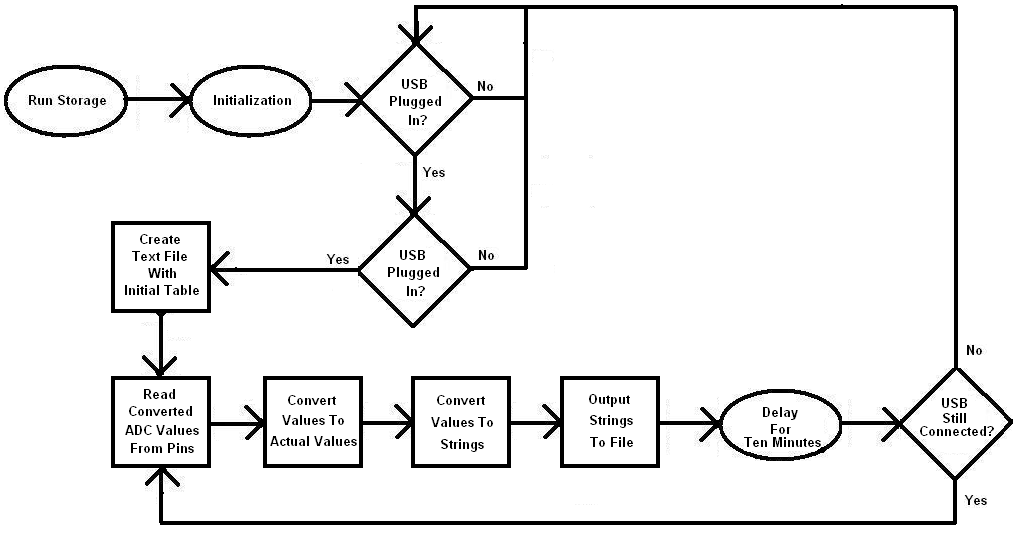 Run Storage
Initialization
USB
Plugged
In?
No
Yes
USB
Plugged
In?
No
Yes
Create
Text File
With
Initial Table
Read
Converted
ADC Values
From Pins
Convert
Values To
Actual Values
Convert
Values To
Strings
Output
Strings
To File
Delay
For
Ten Minutes
USB
Still
Connected?
No
Yes